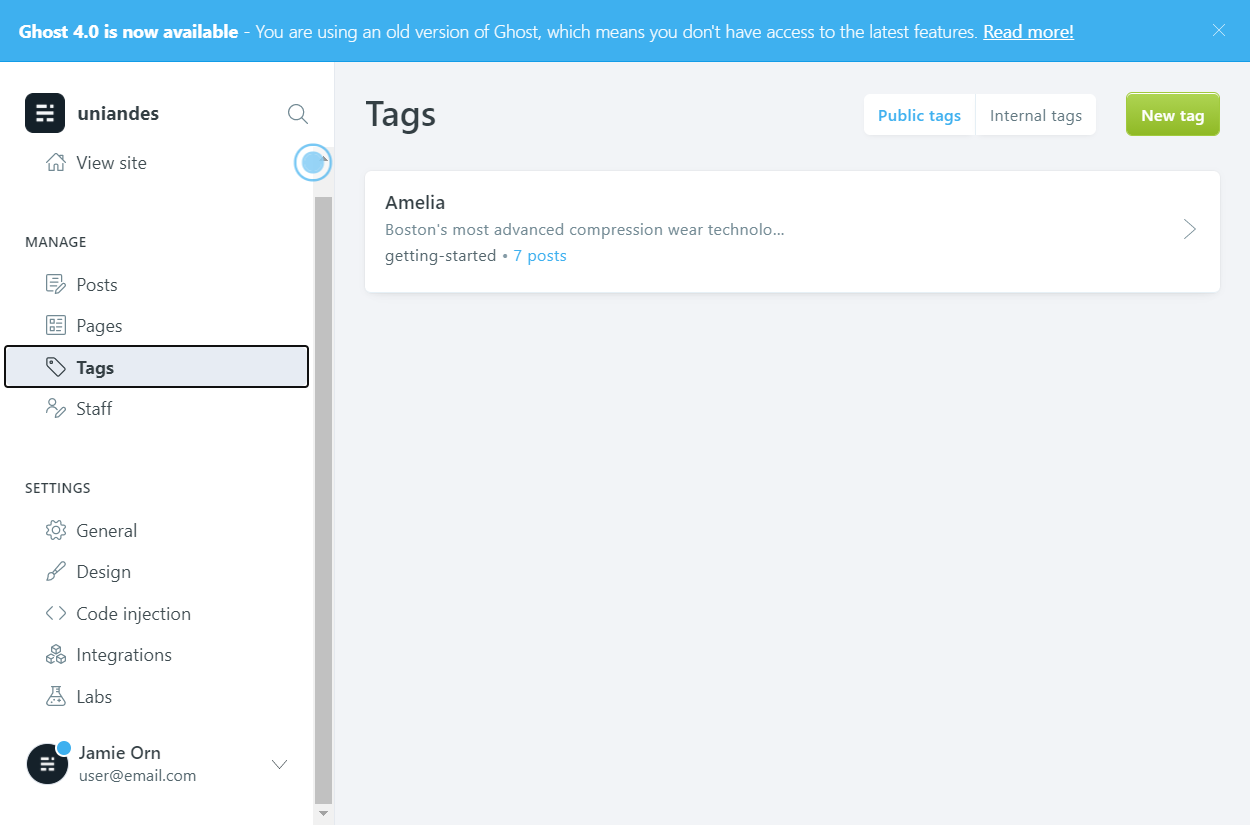 Ghost 4.0 is now available - You are using an old version of Ghost, which means you don't have access to the latest features. Read more!
uniandes
View site
MANAGE
Posts
Pages
Tags
Staff
SETTINGS
General
Design
Code injection
Integrations
Labs
Jamie Orn
user@email.com
Tags
Public tags
Internal tags
New tag
Amelia
Boston's most advanced compression wear technolo...
getting-started • 7 posts